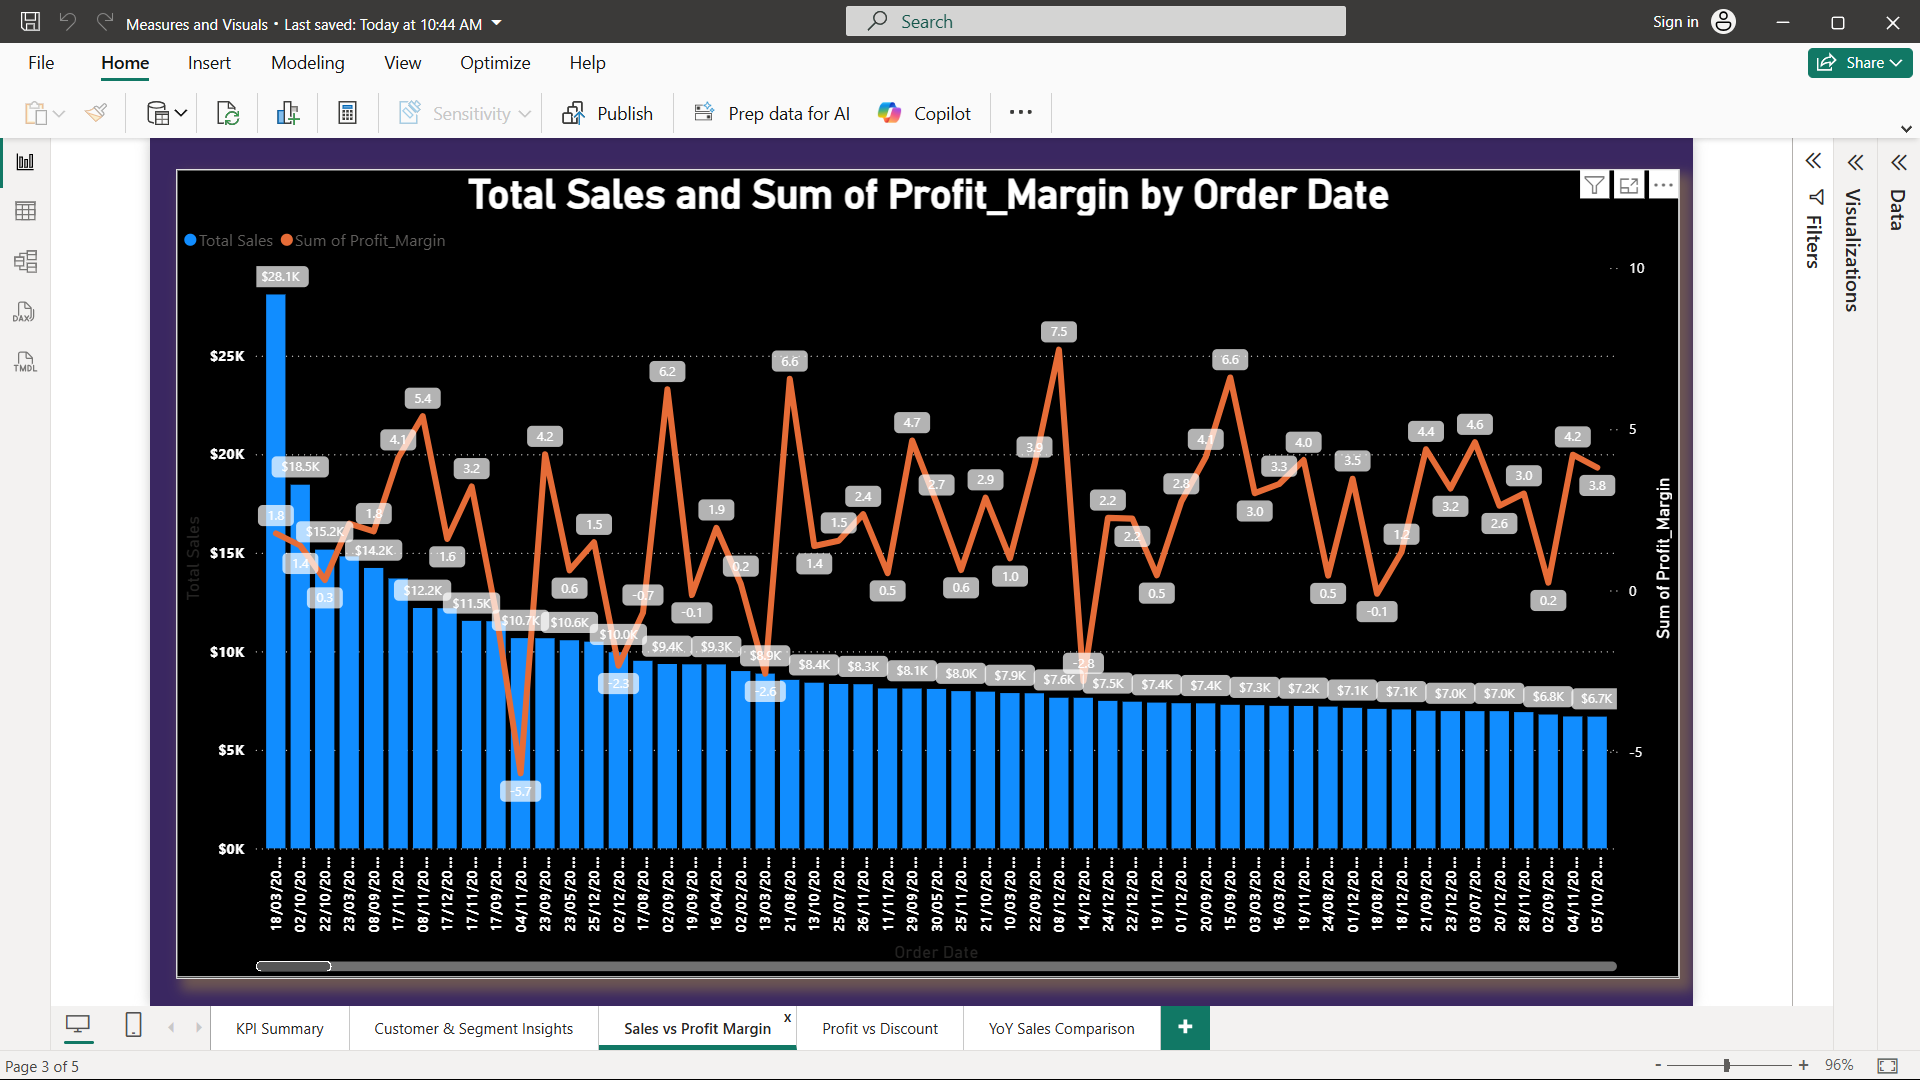 Measures and Visuals • Last saved: Today at 10:44 AM
Search
Sign in
File
Home
Insert
Modeling
View
Optimize
Help
Share
Sensitivity
Publish
Prep data for AI
Copilot
DAX
TMDL
Total Sales and Sum of Profit_Margin by Order Date
Total Sales
Sum of Profit_Margin
$28.1K
$18.5K
$15.2K
$14.2K
$12.2K
$11.5K
$10.7K
$10.6K
$10.0K
$9.4K
$9.3K
$8.9K
$8.4K
$8.3K
$8.1K
$8.0K
$7.9K
$7.6K
$7.5K
$7.4K
$7.4K
$7.3K
$7.2K
$7.1K
$7.1K
$7.0K
$7.0K
$6.8K
$6.7K
1.8
1.4
0.3
1.8
4.1
5.4
1.6
3.2
-5.7
4.2
0.6
1.5
-2.3
-0.7
6.2
-0.1
1.9
0.2
-2.6
6.6
1.4
1.5
2.4
0.5
4.7
2.7
0.6
2.9
1.0
3.9
7.5
-2.8
2.2
2.2
0.5
2.8
4.1
6.6
3.0
3.3
4.0
0.5
3.5
-0.1
1.2
4.4
3.2
4.6
2.6
3.0
0.2
4.2
3.8
$25K
$20K
$15K
$10K
$5K
$0K
Total Sales
10
5
0
-5
Sum of Profit_Margin
18/03/20...
02/10/20...
22/10/20...
23/03/20...
08/09/20...
17/11/20...
08/11/20...
17/12/20...
17/11/20...
17/09/20...
04/11/20...
23/09/20...
23/05/20...
25/12/20...
02/12/20...
17/08/20...
02/09/20...
19/09/20...
16/04/20...
02/02/20...
13/03/20...
21/08/20...
13/10/20...
25/07/20...
26/11/20...
11/11/20...
29/09/20...
30/05/20...
25/11/20...
21/10/20...
10/03/20...
22/09/20...
08/12/20...
14/12/20...
24/12/20...
22/12/20...
19/11/20...
01/12/20...
20/09/20...
15/09/20...
03/03/20...
16/03/20...
19/11/20...
24/08/20...
01/12/20...
18/08/20...
18/12/20...
21/09/20...
23/12/20...
03/07/20...
20/12/20...
28/11/20...
02/09/20...
04/11/20...
05/10/20...
Order Date
Filters
Visualizations
Data
KPI Summary
Customer & Segment Insights
Sales vs Profit Margin
x
Profit vs Discount
YoY Sales Comparison
+
Page 3 of 5
-
+
96%